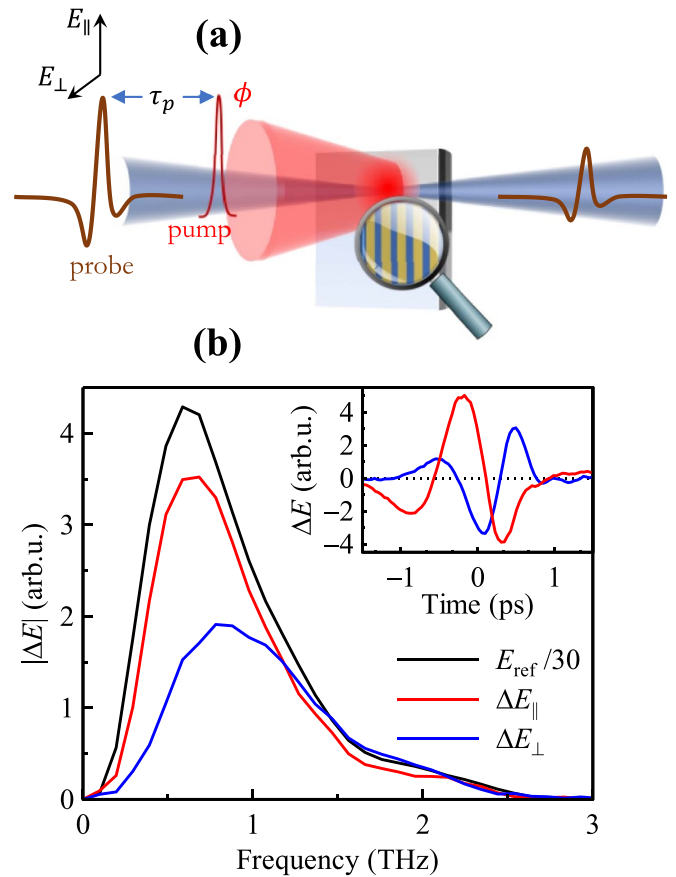 (a)
E∥
E⊥
τp
ϕ
pump
probe
(b)
|ΔE| (arb.u.)
4
3
2
1
0
0
1
2
3
Frequency (THz)
ΔE (arb.u.)
4
2
0
−2
−4
−1
0
1
Time (ps)
Eref /30
ΔE∥
ΔE⊥